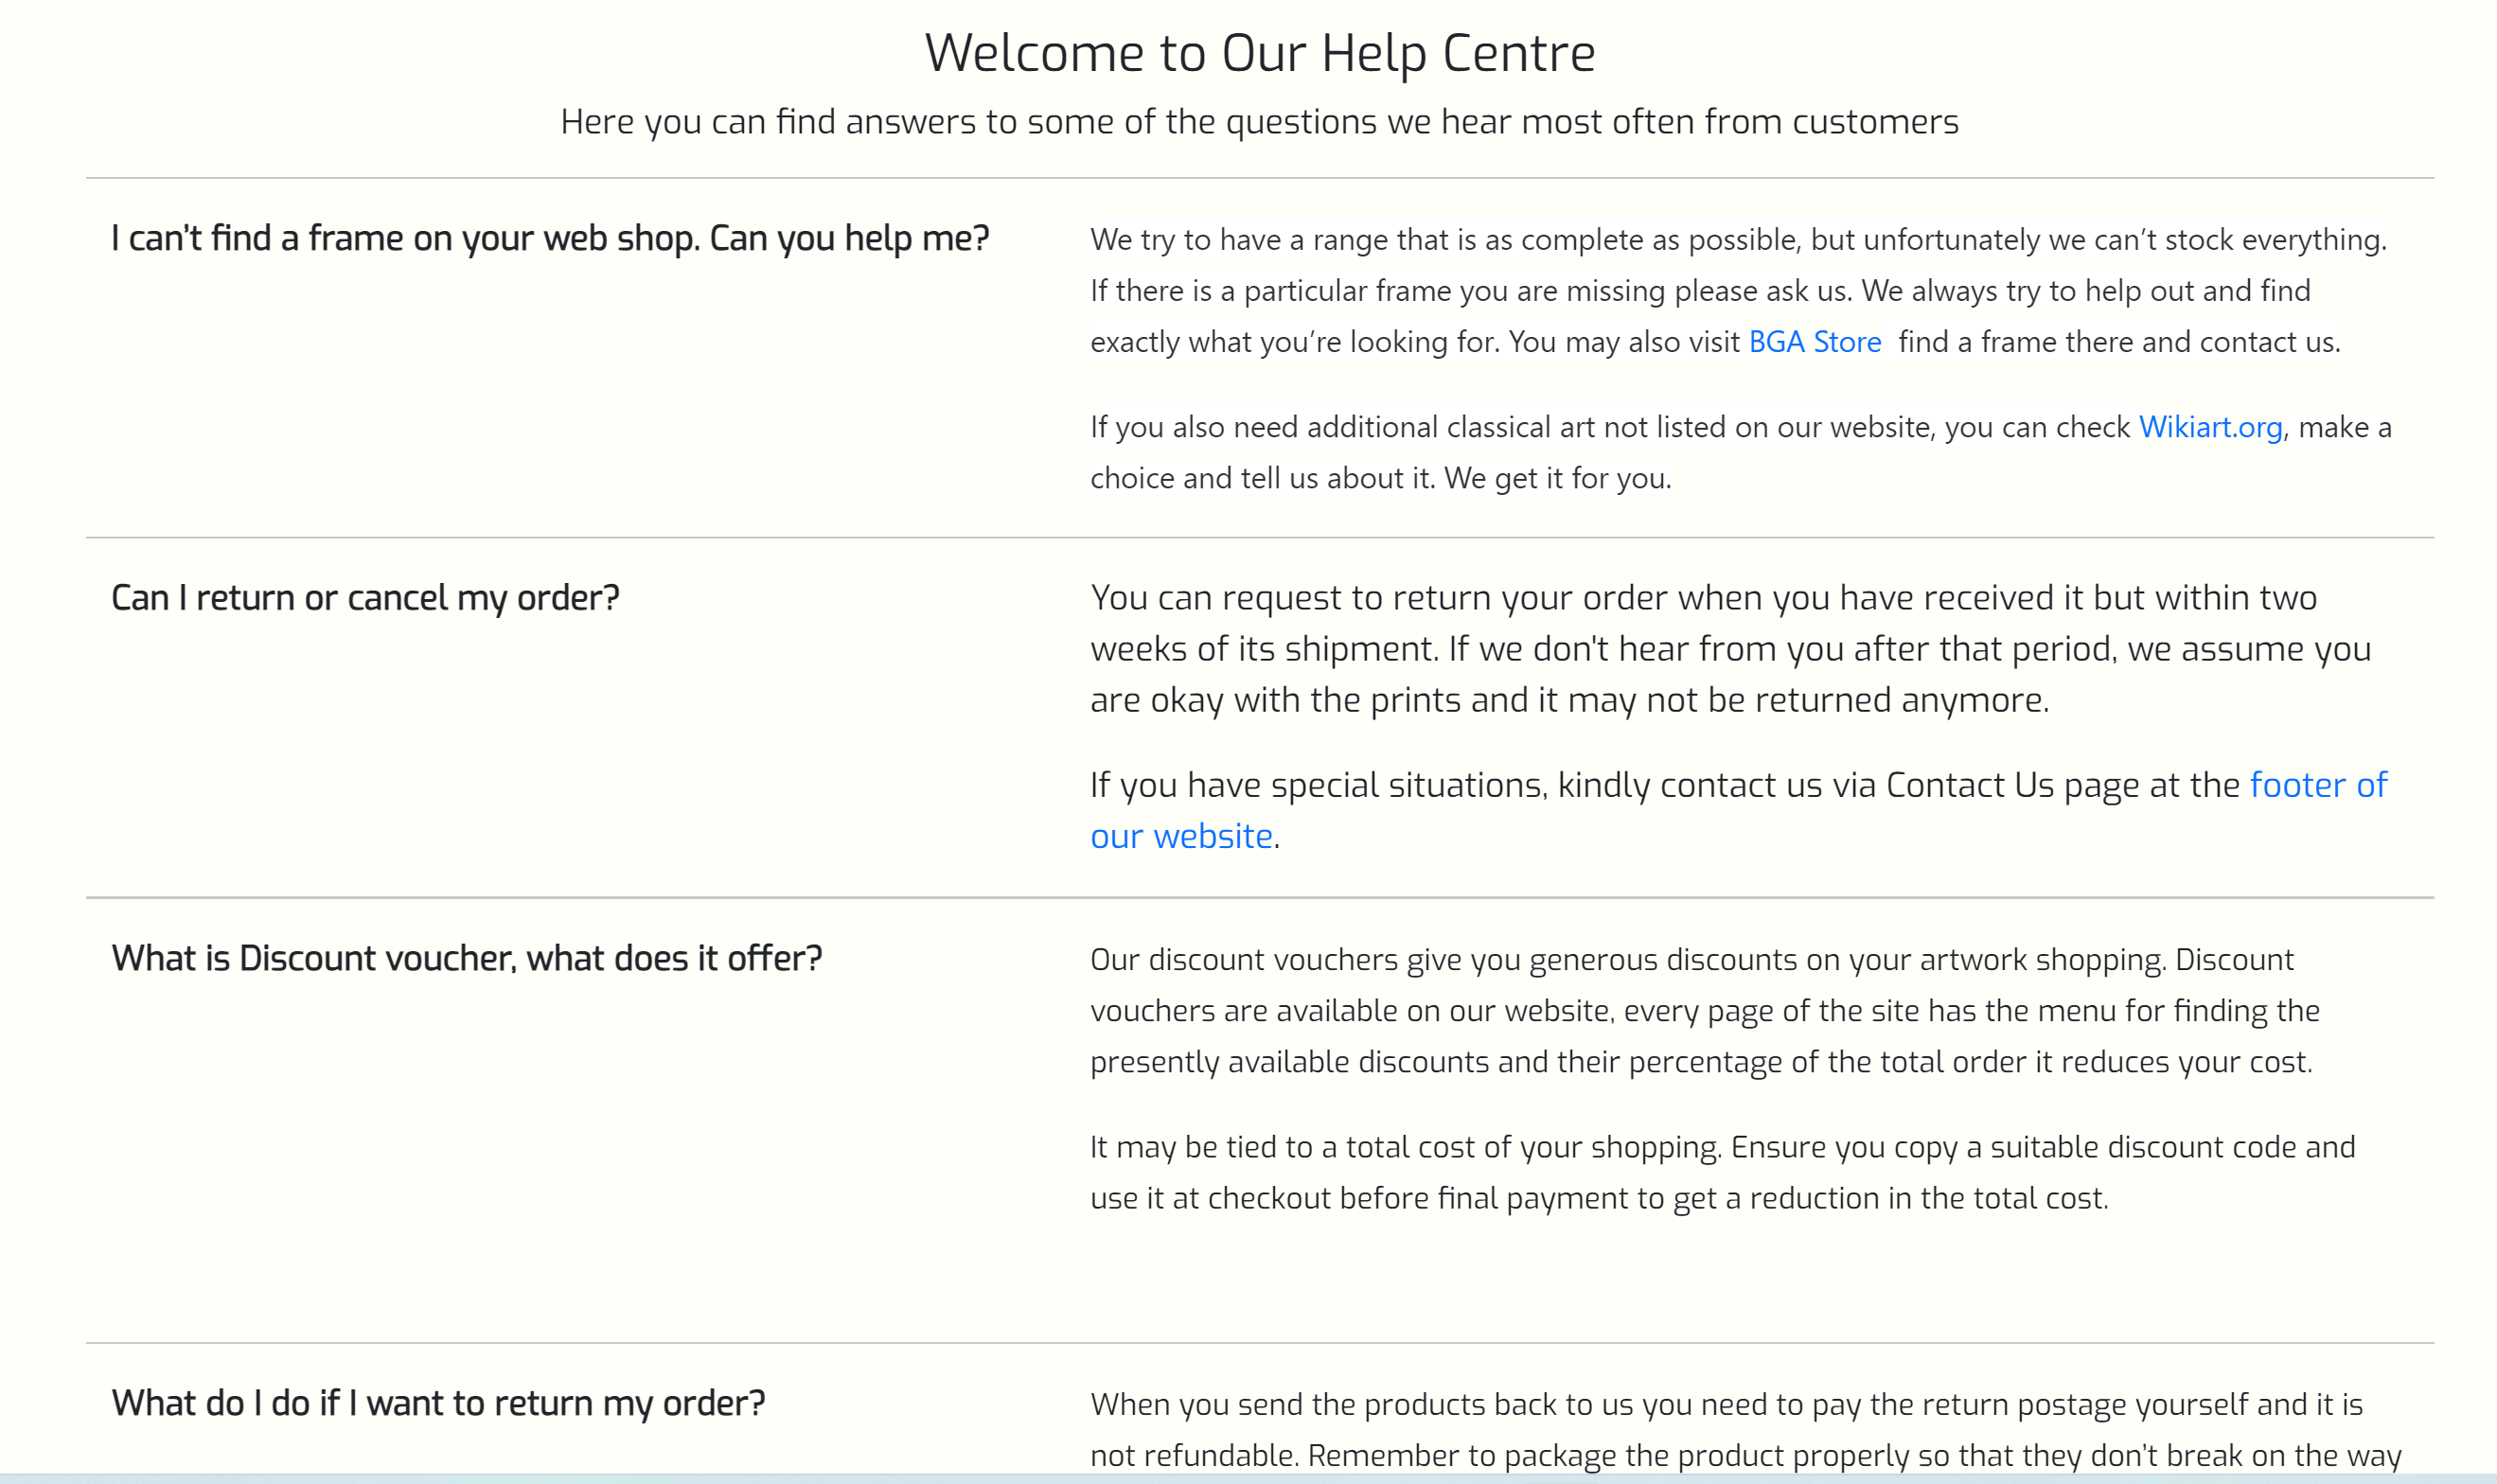 Welcome to Our Help Centre
Here you can find answers to some of the questions we hear most often from customers
I can’t find a frame on your web shop. Can you help me?
We try to have a range that is as complete as possible, but unfortunately we can’t stock everything.
If there is a particular frame you are missing please ask us. We always try to help out and find
exactly what you’re looking for. You may also visit BGA Store find a frame there and contact us.
If you also need additional classical art not listed on our website, you can check Wikiart.org, make a
choice and tell us about it. We get it for you.
Can I return or cancel my order?
You can request to return your order when you have received it but within two
weeks of its shipment. If we don't hear from you after that period, we assume you
are okay with the prints and it may not be returned anymore.
If you have special situations, kindly contact us via Contact Us page at the footer of
our website.
What is Discount voucher, what does it offer?
Our discount vouchers give you generous discounts on your artwork shopping. Discount
vouchers are available on our website, every page of the site has the menu for finding the
presently available discounts and their percentage of the total order it reduces your cost.
It may be tied to a total cost of your shopping. Ensure you copy a suitable discount code and
use it at checkout before final payment to get a reduction in the total cost.
What do I do if I want to return my order?
When you send the products back to us you need to pay the return postage yourself and it is
not refundable. Remember to package the product properly so that they don’t break on the way